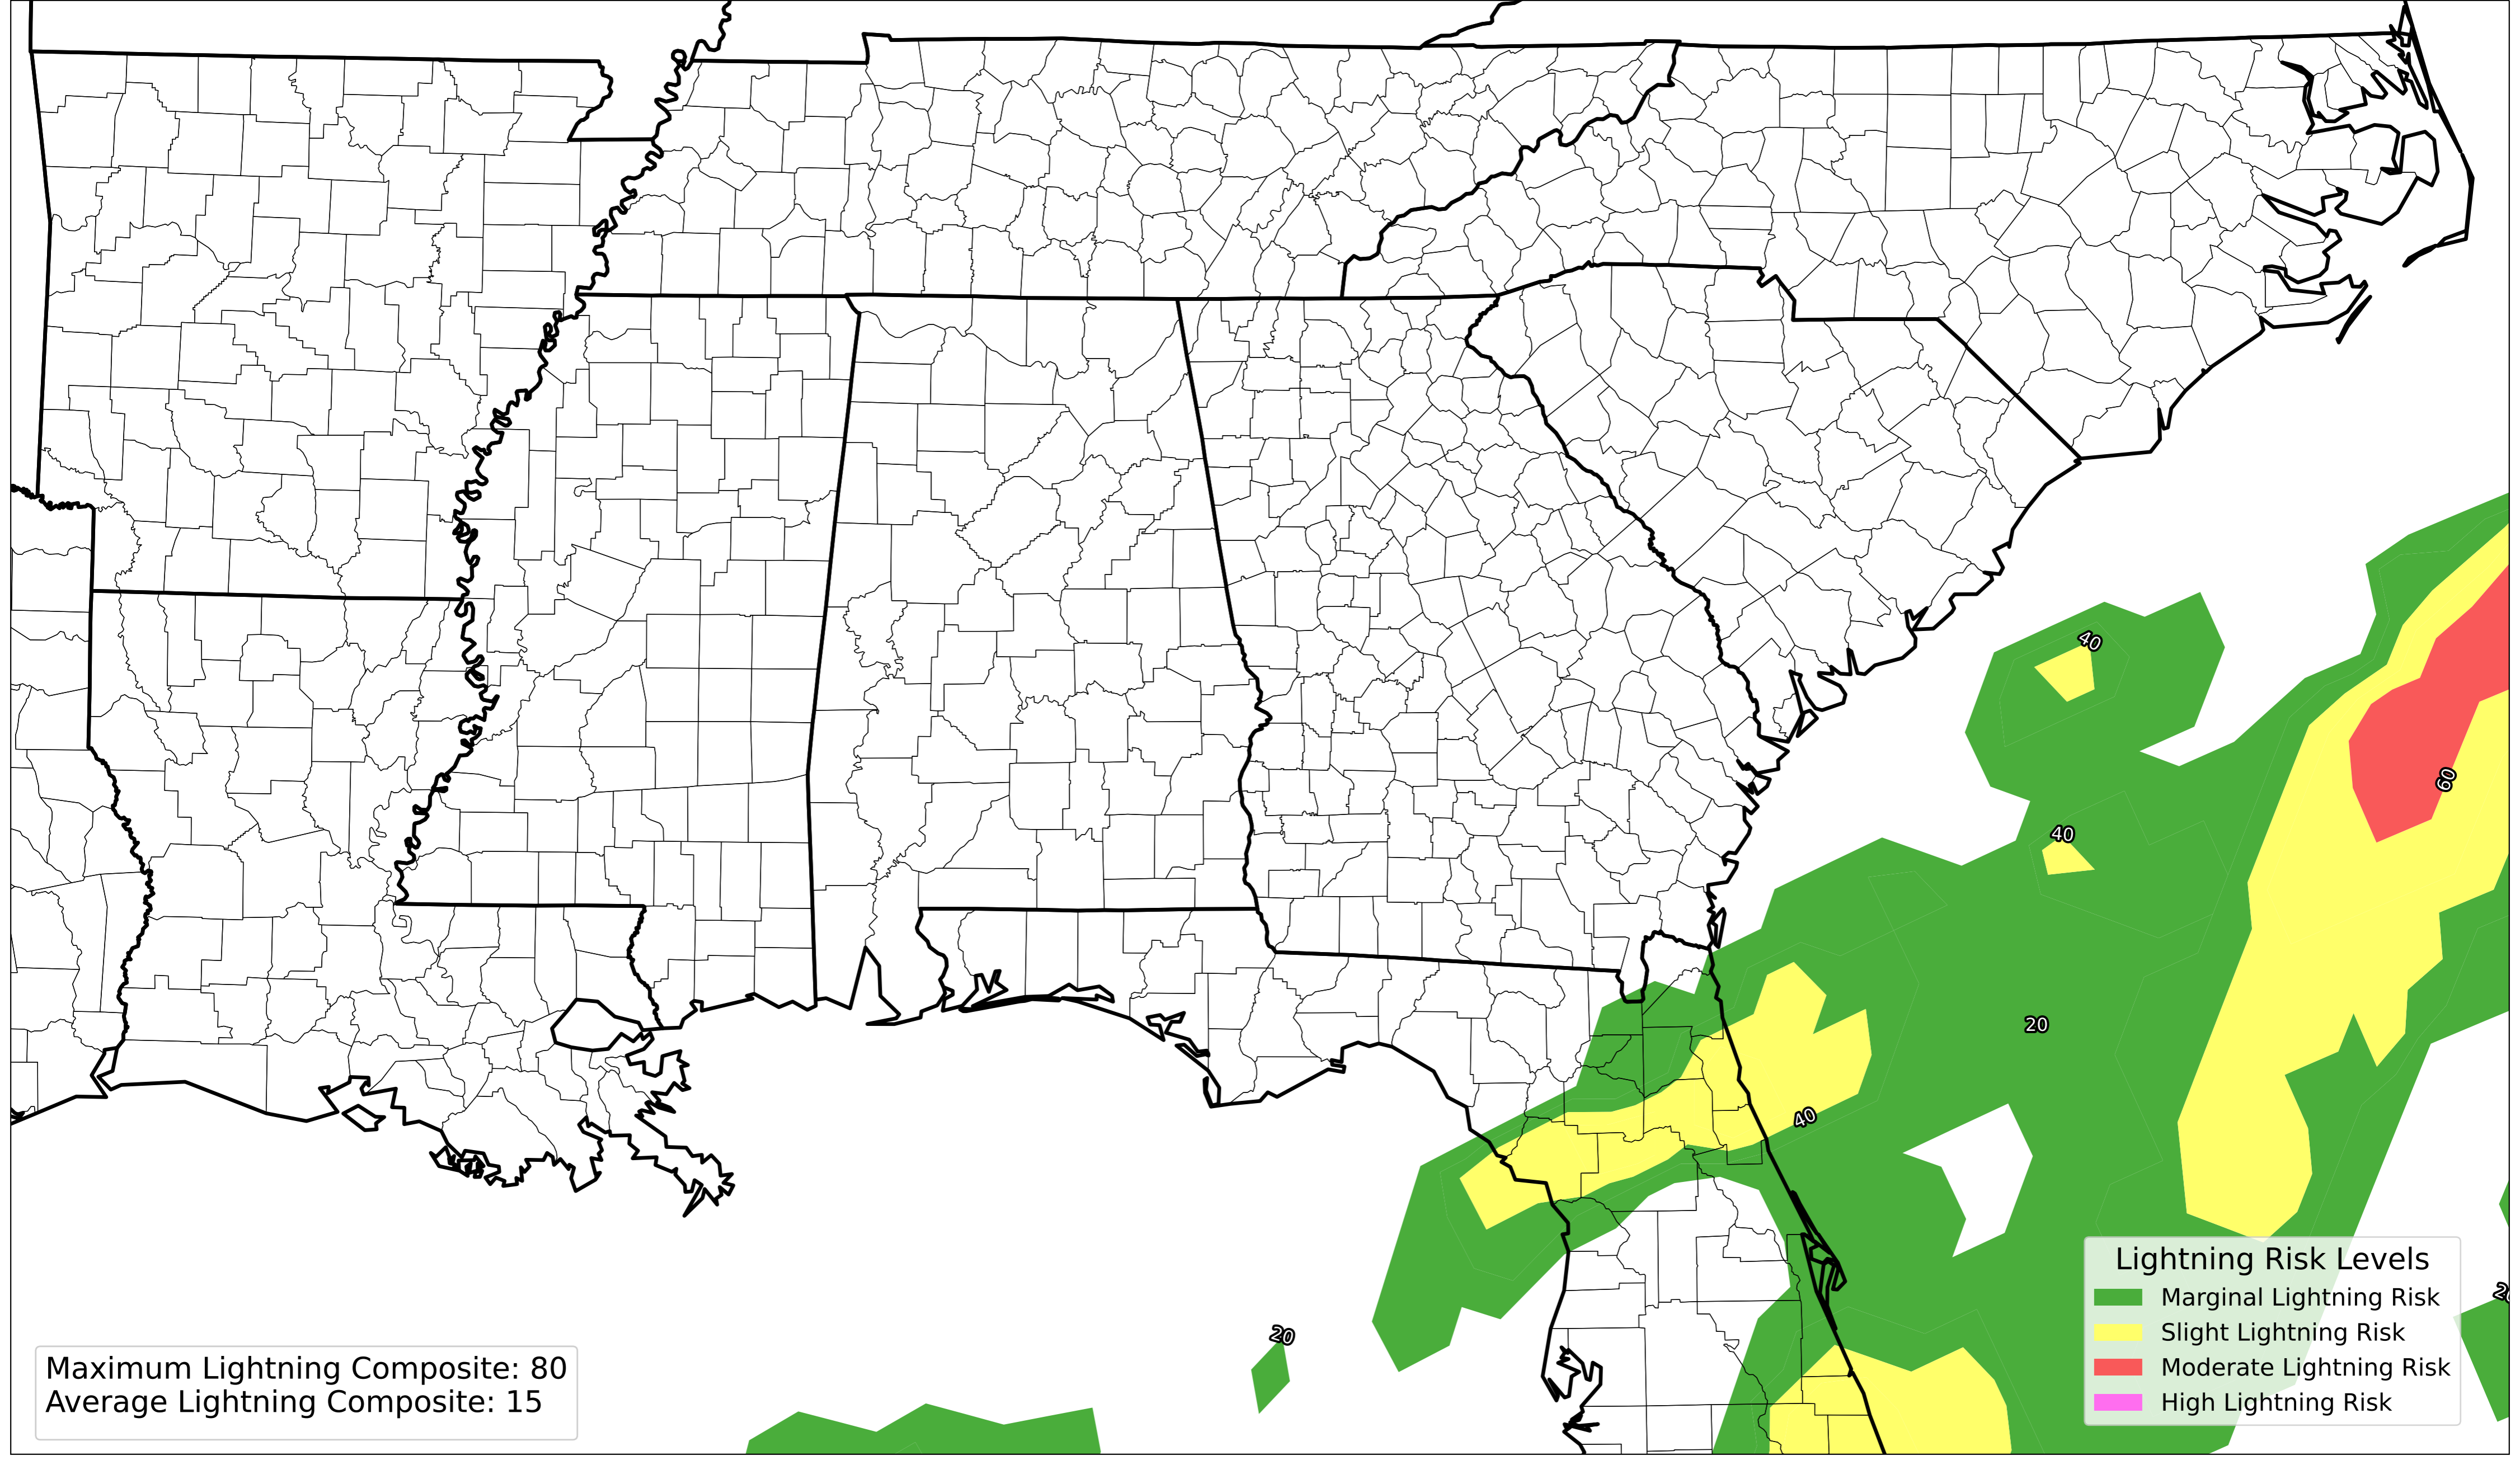 40
60
40
20
40
20
Lightning Risk Levels
Marginal Lightning Risk
Slight Lightning Risk
Moderate Lightning Risk
High Lightning Risk
Maximum Lightning Composite: 80
Average Lightning Composite: 15